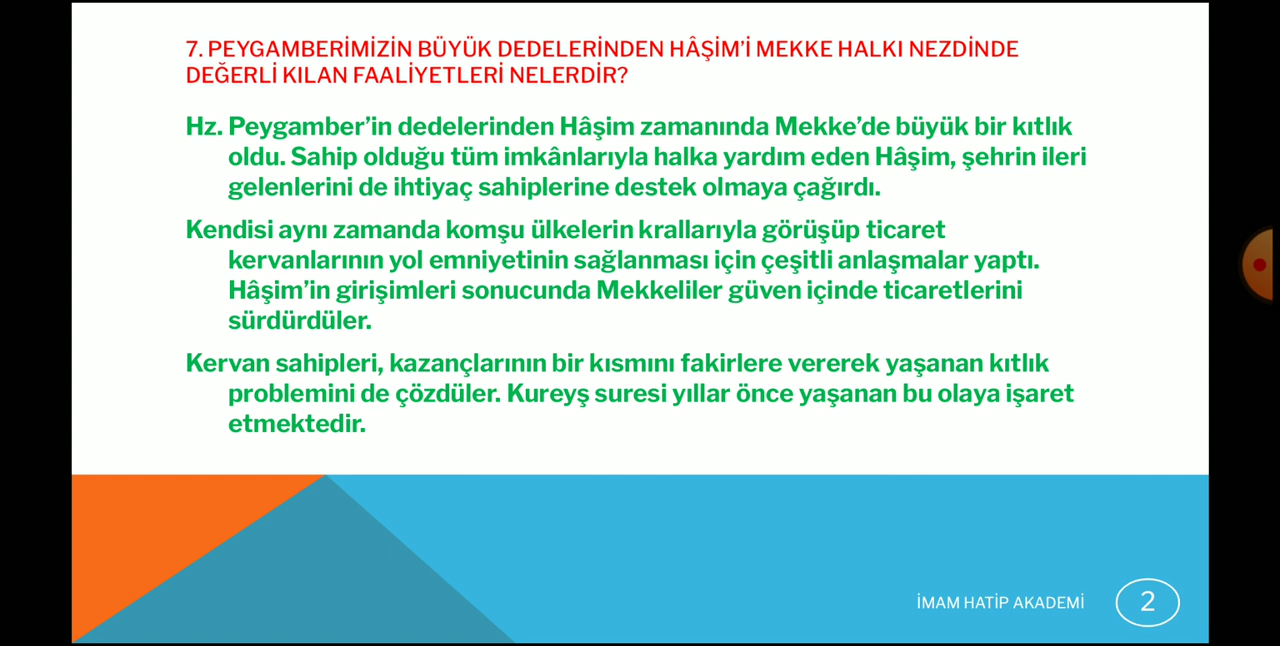 7. PEYGAMBERİMİZİN BÜYÜK DEDELERİNDEN HÂŞİM’İ MEKKE HALKI NEZDİNDE
DEĞERLİ KILAN FAALİYETLERİ NELERDİR?
Hz. Peygamber’in dedelerinden Hâşim zamanında Mekke’de büyük bir kıtlık
oldu. Sahip olduğu tüm imkânlarıyla halka yardım eden Hâşim, şehrin ileri
gelenlerini de ihtiyaç sahiplerine destek olmaya çağırdı.
Kendisi aynı zamanda komşu ülkelerin krallarıyla görüşüp ticaret
kervanlarının yol emniyetinin sağlanması için çeşitli anlaşmalar yaptı.
Hâşim’in girişimleri sonucunda Mekkeliler güven içinde ticaretlerini
sürdürdüler.
Kervan sahipleri, kazançlarının bir kısmını fakirlere vererek yaşanan kıtlık
problemini de çözdüler. Kureyş suresi yıllar önce yaşanan bu olaya işaret
etmektedir.
İMAM HATİP AKADEMİ
2